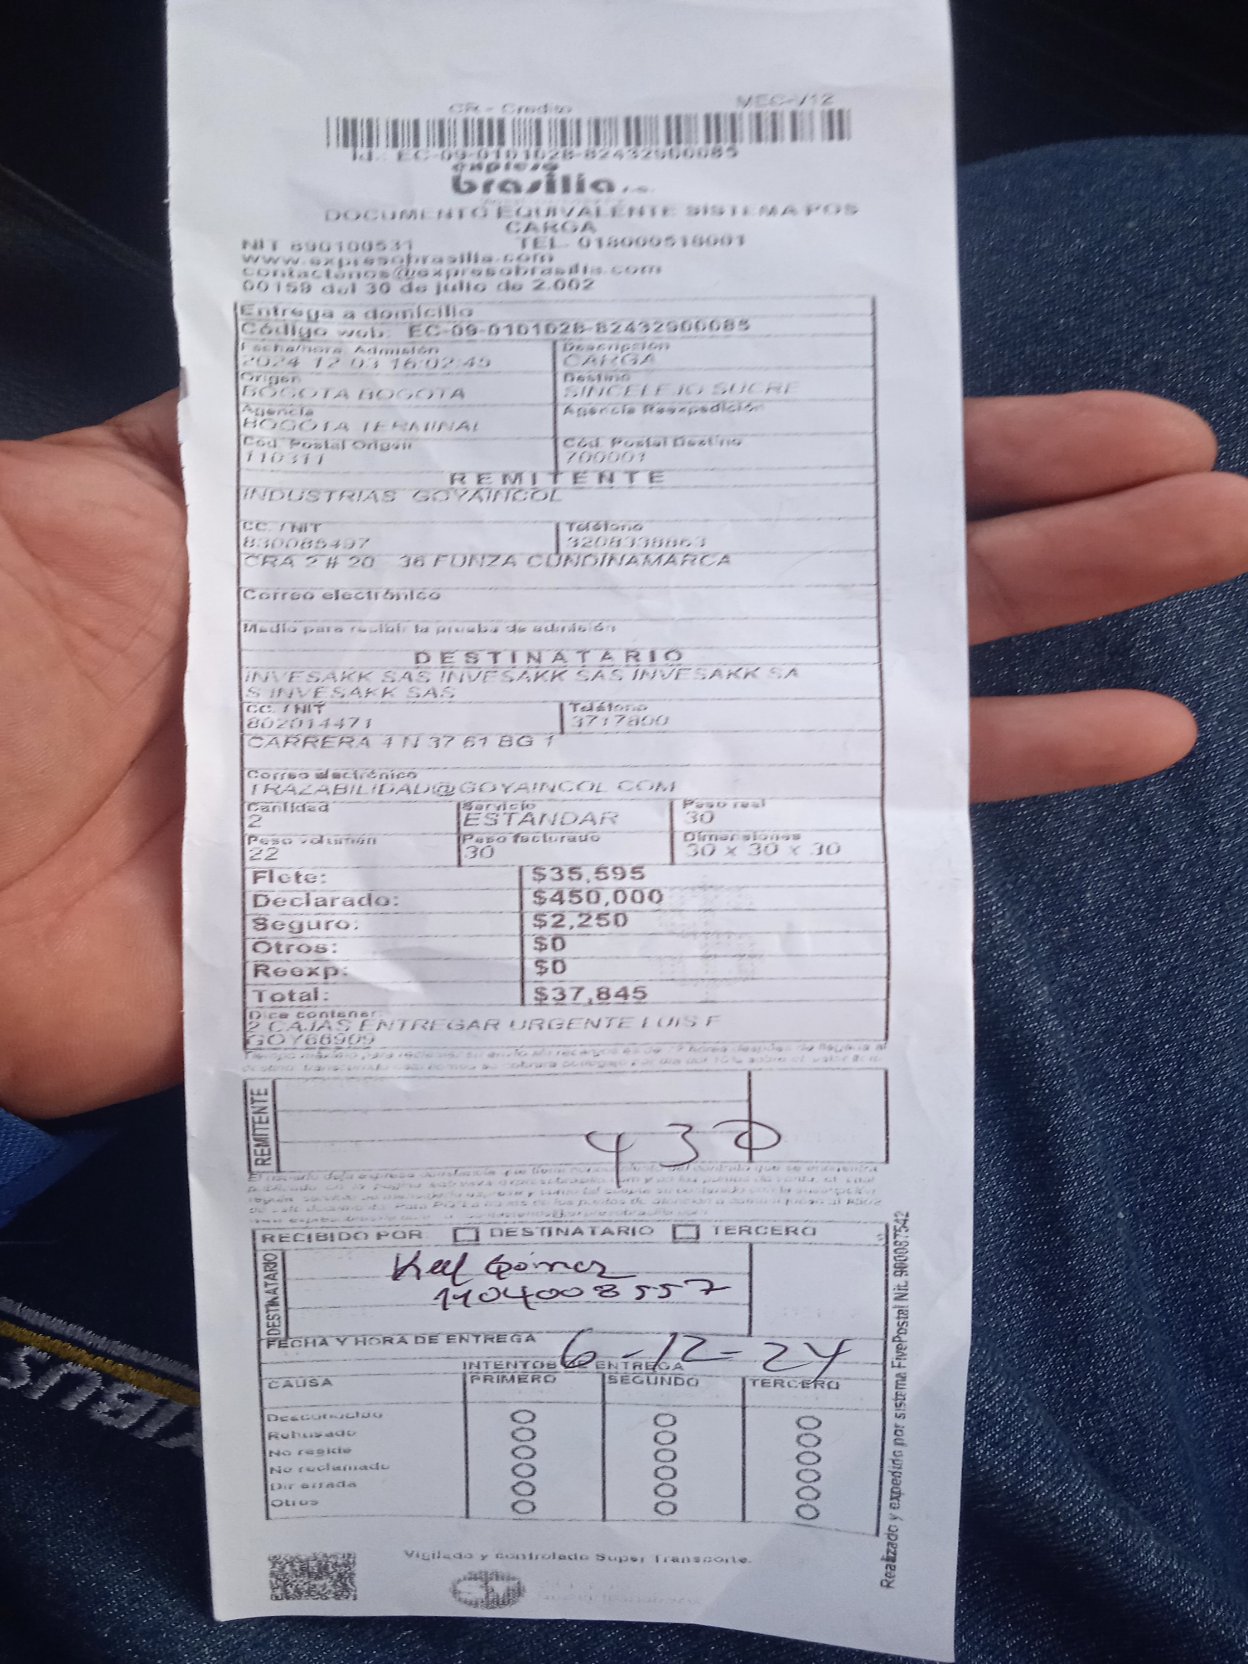 CR - Credito MEC-V12
Id.: EC-09-0101028-82432900085
expreso
brasilia s.a.
DOCUMENTO EQUIVALENTE SISTEMA POS
CARGA
NIT 890100531 TEL. 018000518001
www.expresobrasilia.com
contactenos@expresobrasilia.com
00159 del 30 de julio de 2.002
Entrega a domicilio
Código web: EC-09-0101028-82432900085
Fecha/hora Admisión Descripción
2024-12-03 16:02:45 CARGA
Origen Destino
BOGOTA BOGOTA SINCELEJO SUCRE
Agencia Agencia Reexpedición
BOGOTA TERMINAL
Cód. Postal Origen Cód. Postal Destino
110311 700001
REMITENTE
INDUSTRIAS GOYAINCOL
CC. / NIT Teléfono
830085497 3208338863
CRA 2 # 20 36 FUNZA CUNDINAMARCA
Correo electrónico
Medio para recibir la prueba de admisión
DESTINATARIO
INVESAKK SAS INVESAKK SAS INVESAKK SA
S INVESAKK SAS
CC. / NIT Teléfono
802014471 3717800
CARRERA 4 N 37 61 BG 1
Correo electrónico
TRAZABILIDAD@GOYAINCOL.COM
Cantidad Servicio Peso real
2 ESTANDAR 30
Peso volumen Peso facturado Dimensiones
22 30 30 x 30 x 30
Flete: $35,595
Declarado: $450,000
Seguro: $2,250
Otros: $0
Reexp: $0
Total: $37,845
Dice contener:
2 CAJAS ENTREGAR URGENTE LUIS F
GOY66909
REMITENTE
430
RECIBIDO POR DESTINATARIO TERCERO
DESTINATARIO
Keel Gómez
1104008557
FECHA Y HORA DE ENTREGA 6-12-24
INTENTOS DE ENTREGA
CAUSA PRIMERO SEGUNDO TERCERO
Desconocido
Rehusado
No reside
No reclamado
Dir errada
Otros
Vigilado y controlado Super Transporte.
Realizado y expedido por sistema FivePostal Nit. 900087542